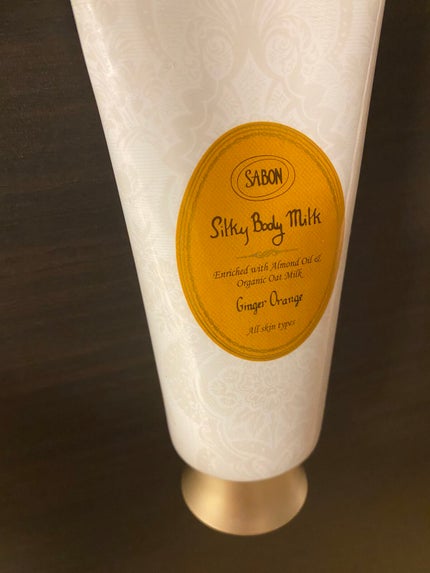 SABON
Silky Body Milk
Enriched with Almond Oil &
Organic Oat Milk
Ginger Orange
All skin types